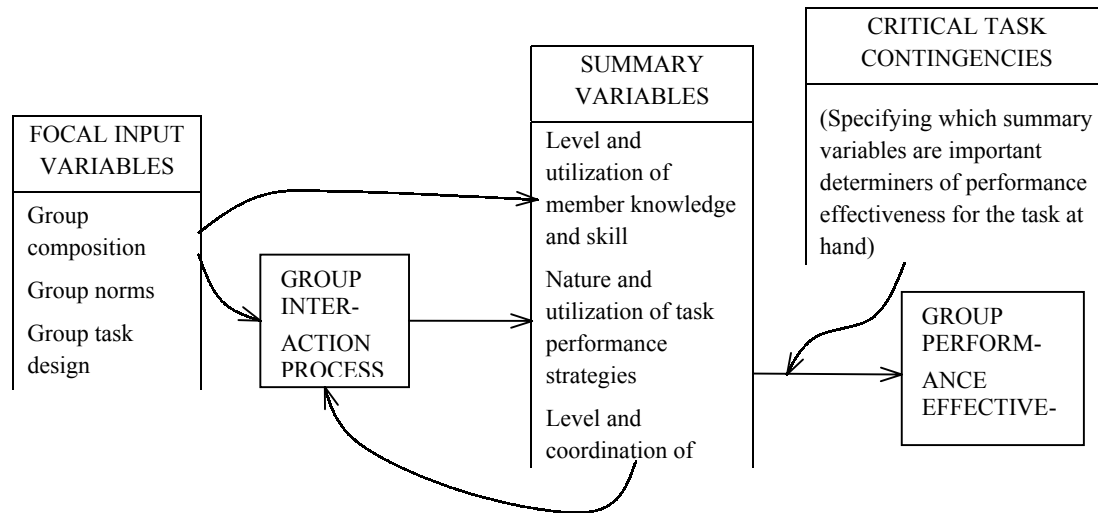 FOCAL INPUT
VARIABLES
Group
composition
Group norms
Group task
design
GROUP
INTER-
ACTION
PROCESS
SUMMARY
VARIABLES
Level and
utilization of
member knowledge
and skill
Nature and
utilization of task
performance
strategies
Level and
coordination of
CRITICAL TASK
CONTINGENCIES
(Specifying which summary
variables are important
determiners of performance
effectiveness for the task at
hand)
GROUP
PERFORM-
ANCE
EFFECTIVE-